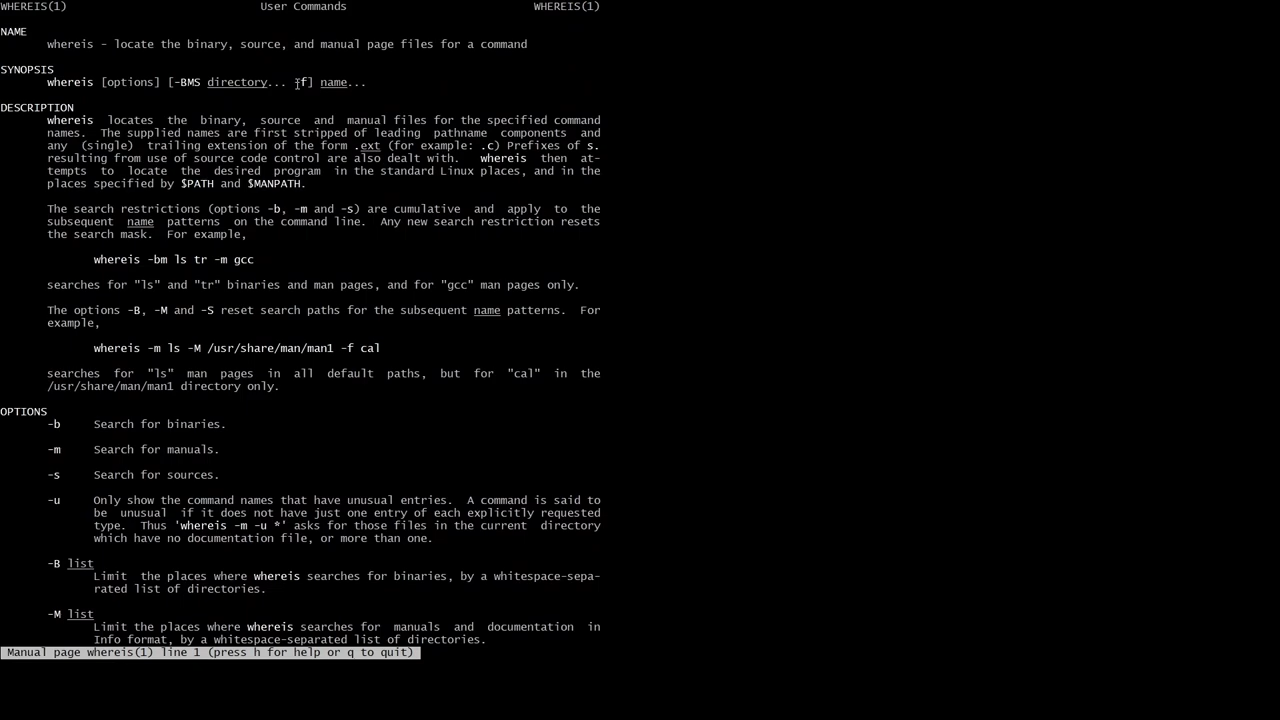 WHEREIS(1) User Commands WHEREIS(1)
NAME
whereis - locate the binary, source, and manual page files for a command
SYNOPSIS
whereis [options] [-BMS directory... -f] name...
DESCRIPTION
whereis locates the binary, source and manual files for the specified command
names. The supplied names are first stripped of leading pathname components and
any (single) trailing extension of the form .ext (for example: .c) Prefixes of s.
resulting from use of source code control are also dealt with. whereis then at-
tempts to locate the desired program in the standard Linux places, and in the
places specified by $PATH and $MANPATH.
The search restrictions (options -b, -m and -s) are cumulative and apply to the
subsequent name patterns on the command line. Any new search restriction resets
the search mask. For example,
whereis -bm ls tr -m gcc
searches for "ls" and "tr" binaries and man pages, and for "gcc" man pages only.
The options -B, -M and -S reset search paths for the subsequent name patterns. For
example,
whereis -m ls -M /usr/share/man/man1 -f cal
searches for "ls" man pages in all default paths, but for "cal" in the
/usr/share/man/man1 directory only.
OPTIONS
-b Search for binaries.
-m Search for manuals.
-s Search for sources.
-u Only show the command names that have unusual entries. A command is said to
be unusual if it does not have just one entry of each explicitly requested
type. Thus 'whereis -m -u *' asks for those files in the current directory
which have no documentation file, or more than one.
-B list
Limit the places where whereis searches for binaries, by a whitespace-sepa-
rated list of directories.
-M list
Limit the places where whereis searches for manuals and documentation in
Info format, by a whitespace-separated list of directories.
Manual page whereis(1) line 1 (press h for help or q to quit)